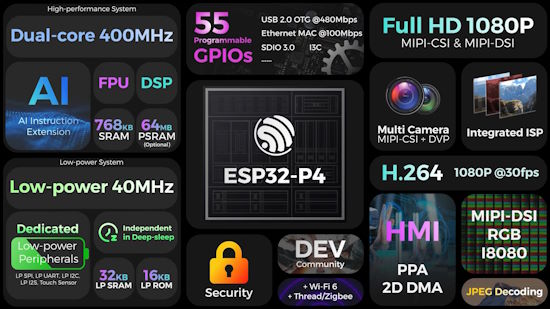 High-performance System
Dual-core 400MHz
AI
AI Instruction
Extension
FPU
DSP
768KB
SRAM
64MB
PSRAM
(Optional)
Low-power System
Low-power 40MHz
Dedicated
Low-power
Peripherals
LP SPI, LP UART, LP I2C,
LP I2S, Touch Sensor
Independent
in Deep-sleep
32KB
LP SRAM
16KB
LP ROM
55
Programmable
GPIOs
USB 2.0 OTG @480Mbps
Ethernet MAC @100Mbps
SDIO 3.0 I3C
......
ESP32-P4
Security
DEV
Community
+ Wi-Fi 6
+ Thread/Zigbee
Full HD 1080P
MIPI-CSI & MIPI-DSI
Multi Camera
MIPI-CSI + DVP
Integrated ISP
H.264 1080P @30fps
HMI
PPA
2D DMA
MIPI-DSI
RGB
I8080
JPEG Decoding